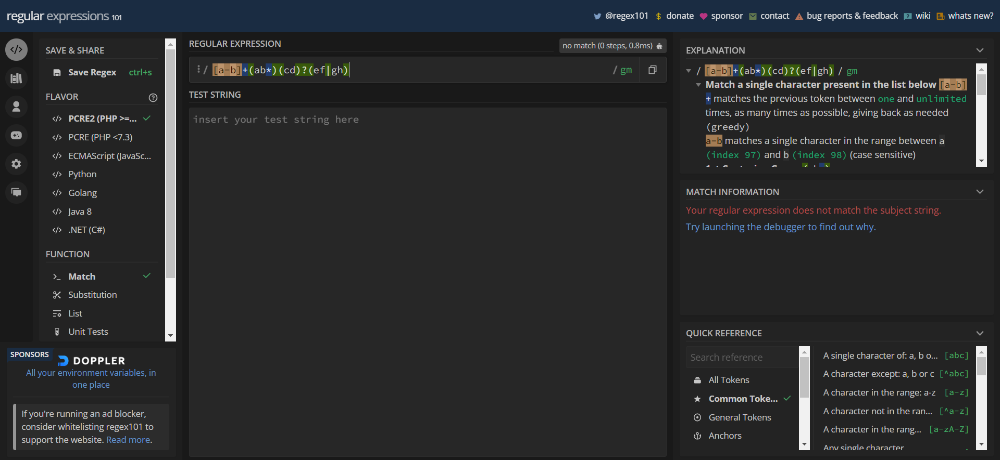 regular expressions 101
@regex101
$ donate
sponsor
contact
bug reports & feedback
wiki
whats new?
SAVE & SHARE
Save Regex ctrl+s
FLAVOR
</> PCRE2 (PHP >=...
</> PCRE (PHP <7.3)
</> ECMAScript (JavaSc...
</> Python
</> Golang
</> Java 8
</> .NET (C#)
FUNCTION
Match
Substitution
List
Unit Tests
SPONSORS
DOPPLER
All your environment variables, in
one place
If you're running an ad blocker,
consider whitelisting regex101 to
support the website. Read more.
REGULAR EXPRESSION
no match (0 steps, 0.8ms)
/ [a-b]+(ab*)(cd)?(ef|gh) / gm
TEST STRING
insert your test string here
EXPLANATION
/ [a-b]+(ab*)(cd)?(ef|gh) / gm
Match a single character present in the list below [a-b]
+ matches the previous token between one and unlimited
times, as many times as possible, giving back as needed
(greedy)
a-b matches a single character in the range between a
(index 97) and b (index 98) (case sensitive)
MATCH INFORMATION
Your regular expression does not match the subject string.
Try launching the debugger to find out why.
QUICK REFERENCE
Search reference
All Tokens
Common Toke...
General Tokens
Anchors
A single character of: a, b o... [abc]
A character except: a, b or c [^abc]
A character in the range: a-z [a-z]
A character not in the ran... [^a-z]
A character in the rang... [a-zA-Z]
Any single character .